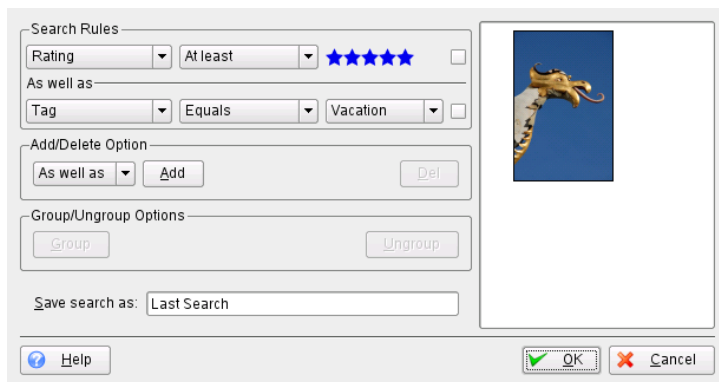 Search Rules
Rating At least
As well as
Tag Equals Vacation
Add/Delete Option
As well as Add Del
Group/Ungroup Options
Group Ungroup
Save search as: Last Search
Help OK Cancel